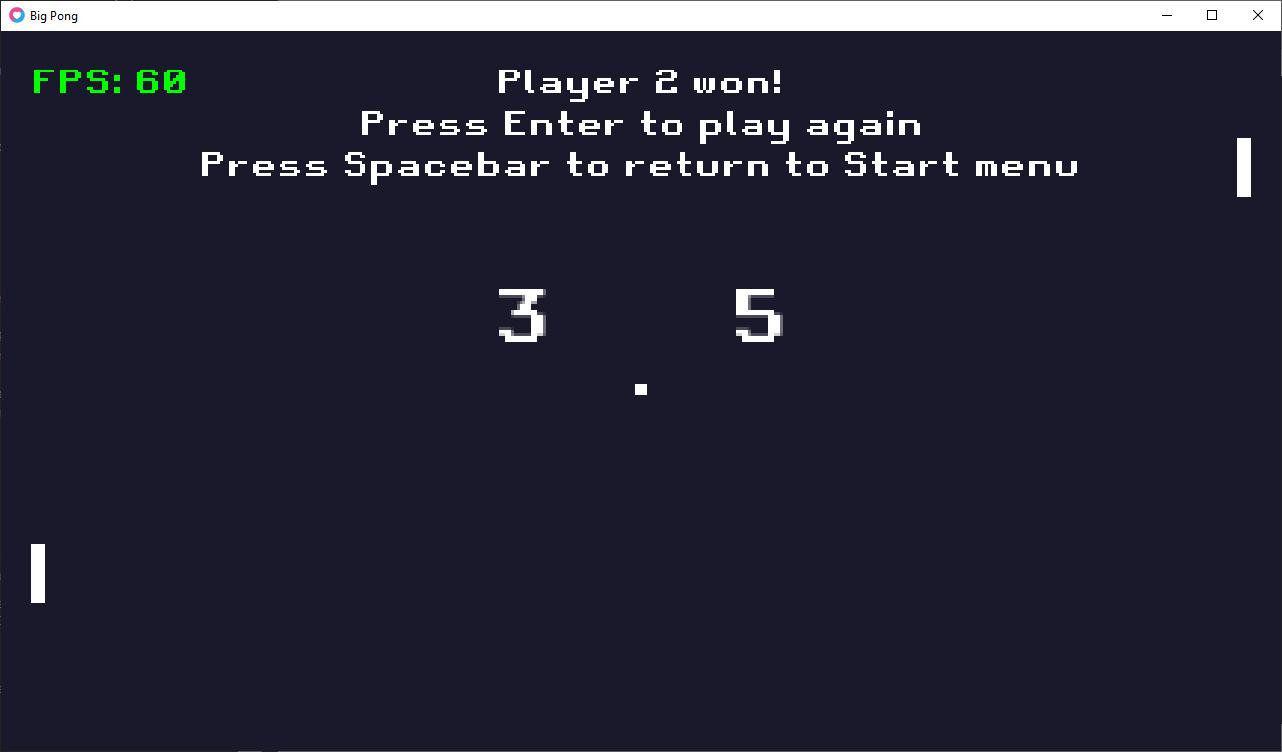 Big Pong
FPS: 60
Player 2 won!
Press Enter to play again
Press Spacebar to return to Start menu
3 5